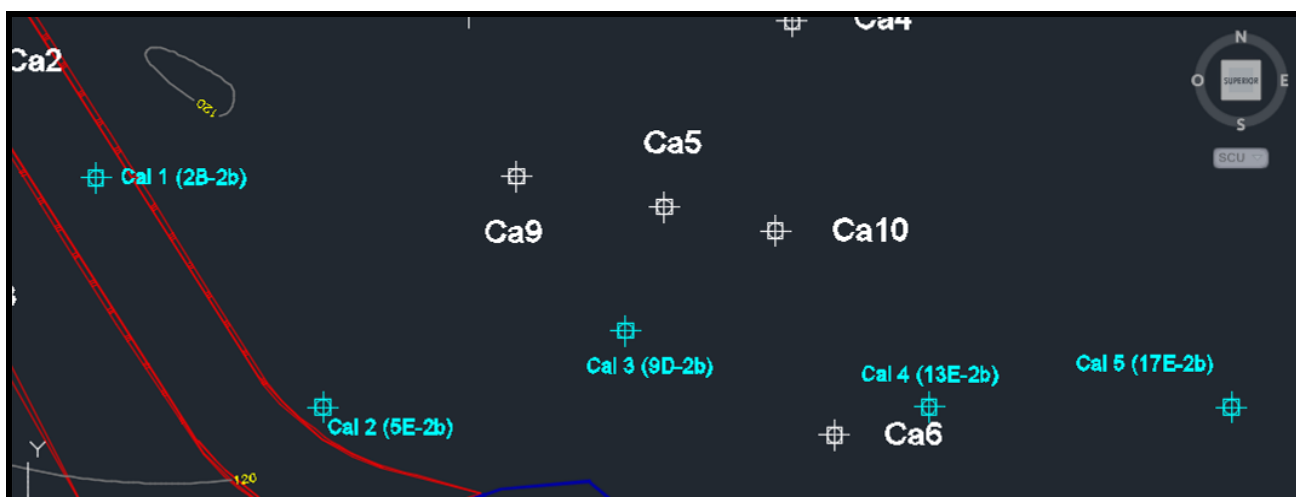 Ca4
Ca2
N
O
SUPERIOR
E
S
SCU
120
Ca5
Cal 1 (2B-2b)
Ca9
Ca10
Cal 3 (9D-2b)
Cal 4 (13E-2b)
Cal 5 (17E-2b)
Cal 2 (5E-2b)
Ca6
Y
120